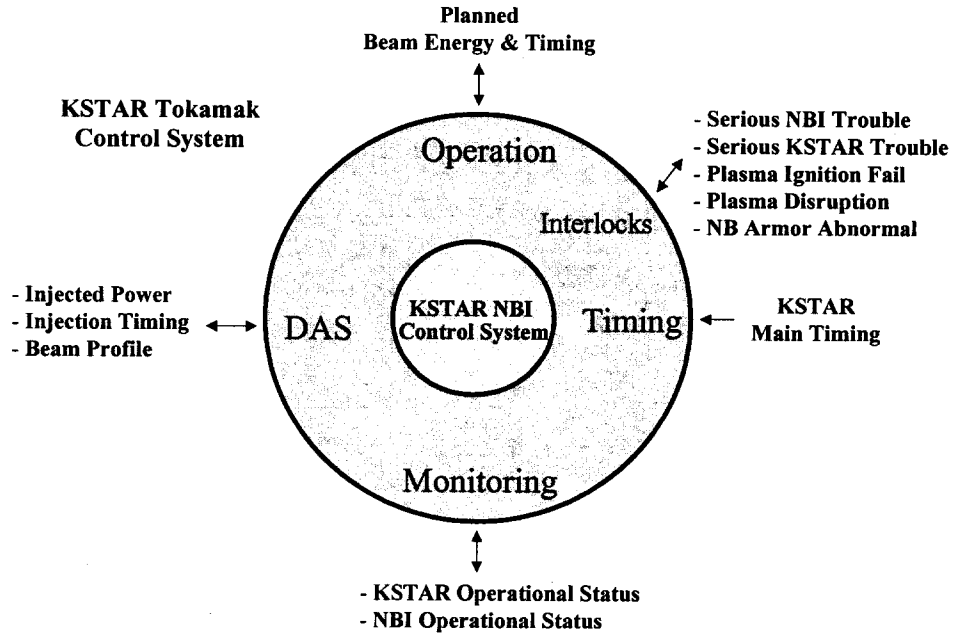 Planned
Beam Energy & Timing
KSTAR Tokamak
Control System
Operation
- Serious NBI Trouble
- Serious KSTAR Trouble
- Plasma Ignition Fail
- Plasma Disruption
- NB Armor Abnormal
Interlocks
- Injected Power
- Injection Timing
- Beam Profile
DAS
KSTAR NBI
Control System
Timing
KSTAR
Main Timing
Monitoring
- KSTAR Operational Status
- NBI Operational Status